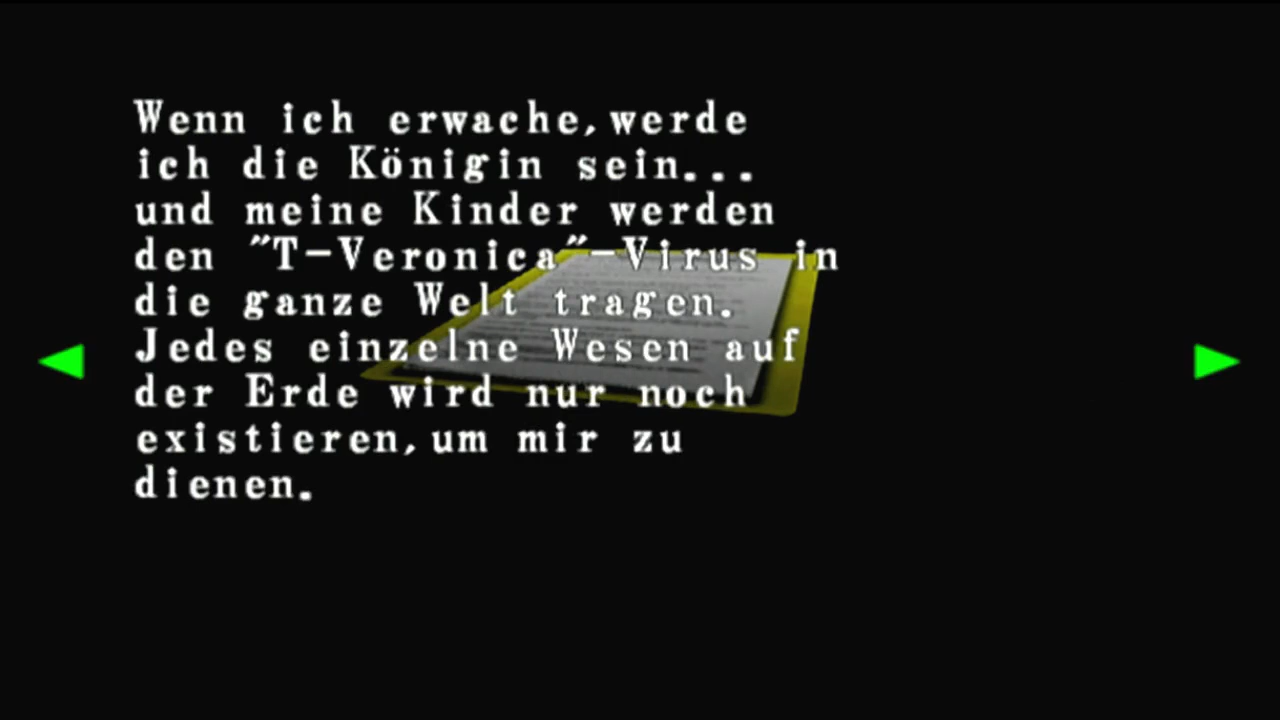 Wenn ich erwache,werde
ich die Königin sein...
und meine Kinder werden
den "T-Veronica"-Virus in
die ganze Welt tragen.
Jedes einzelne Wesen auf
der Erde wird nur noch
existieren,um mir zu
dienen.